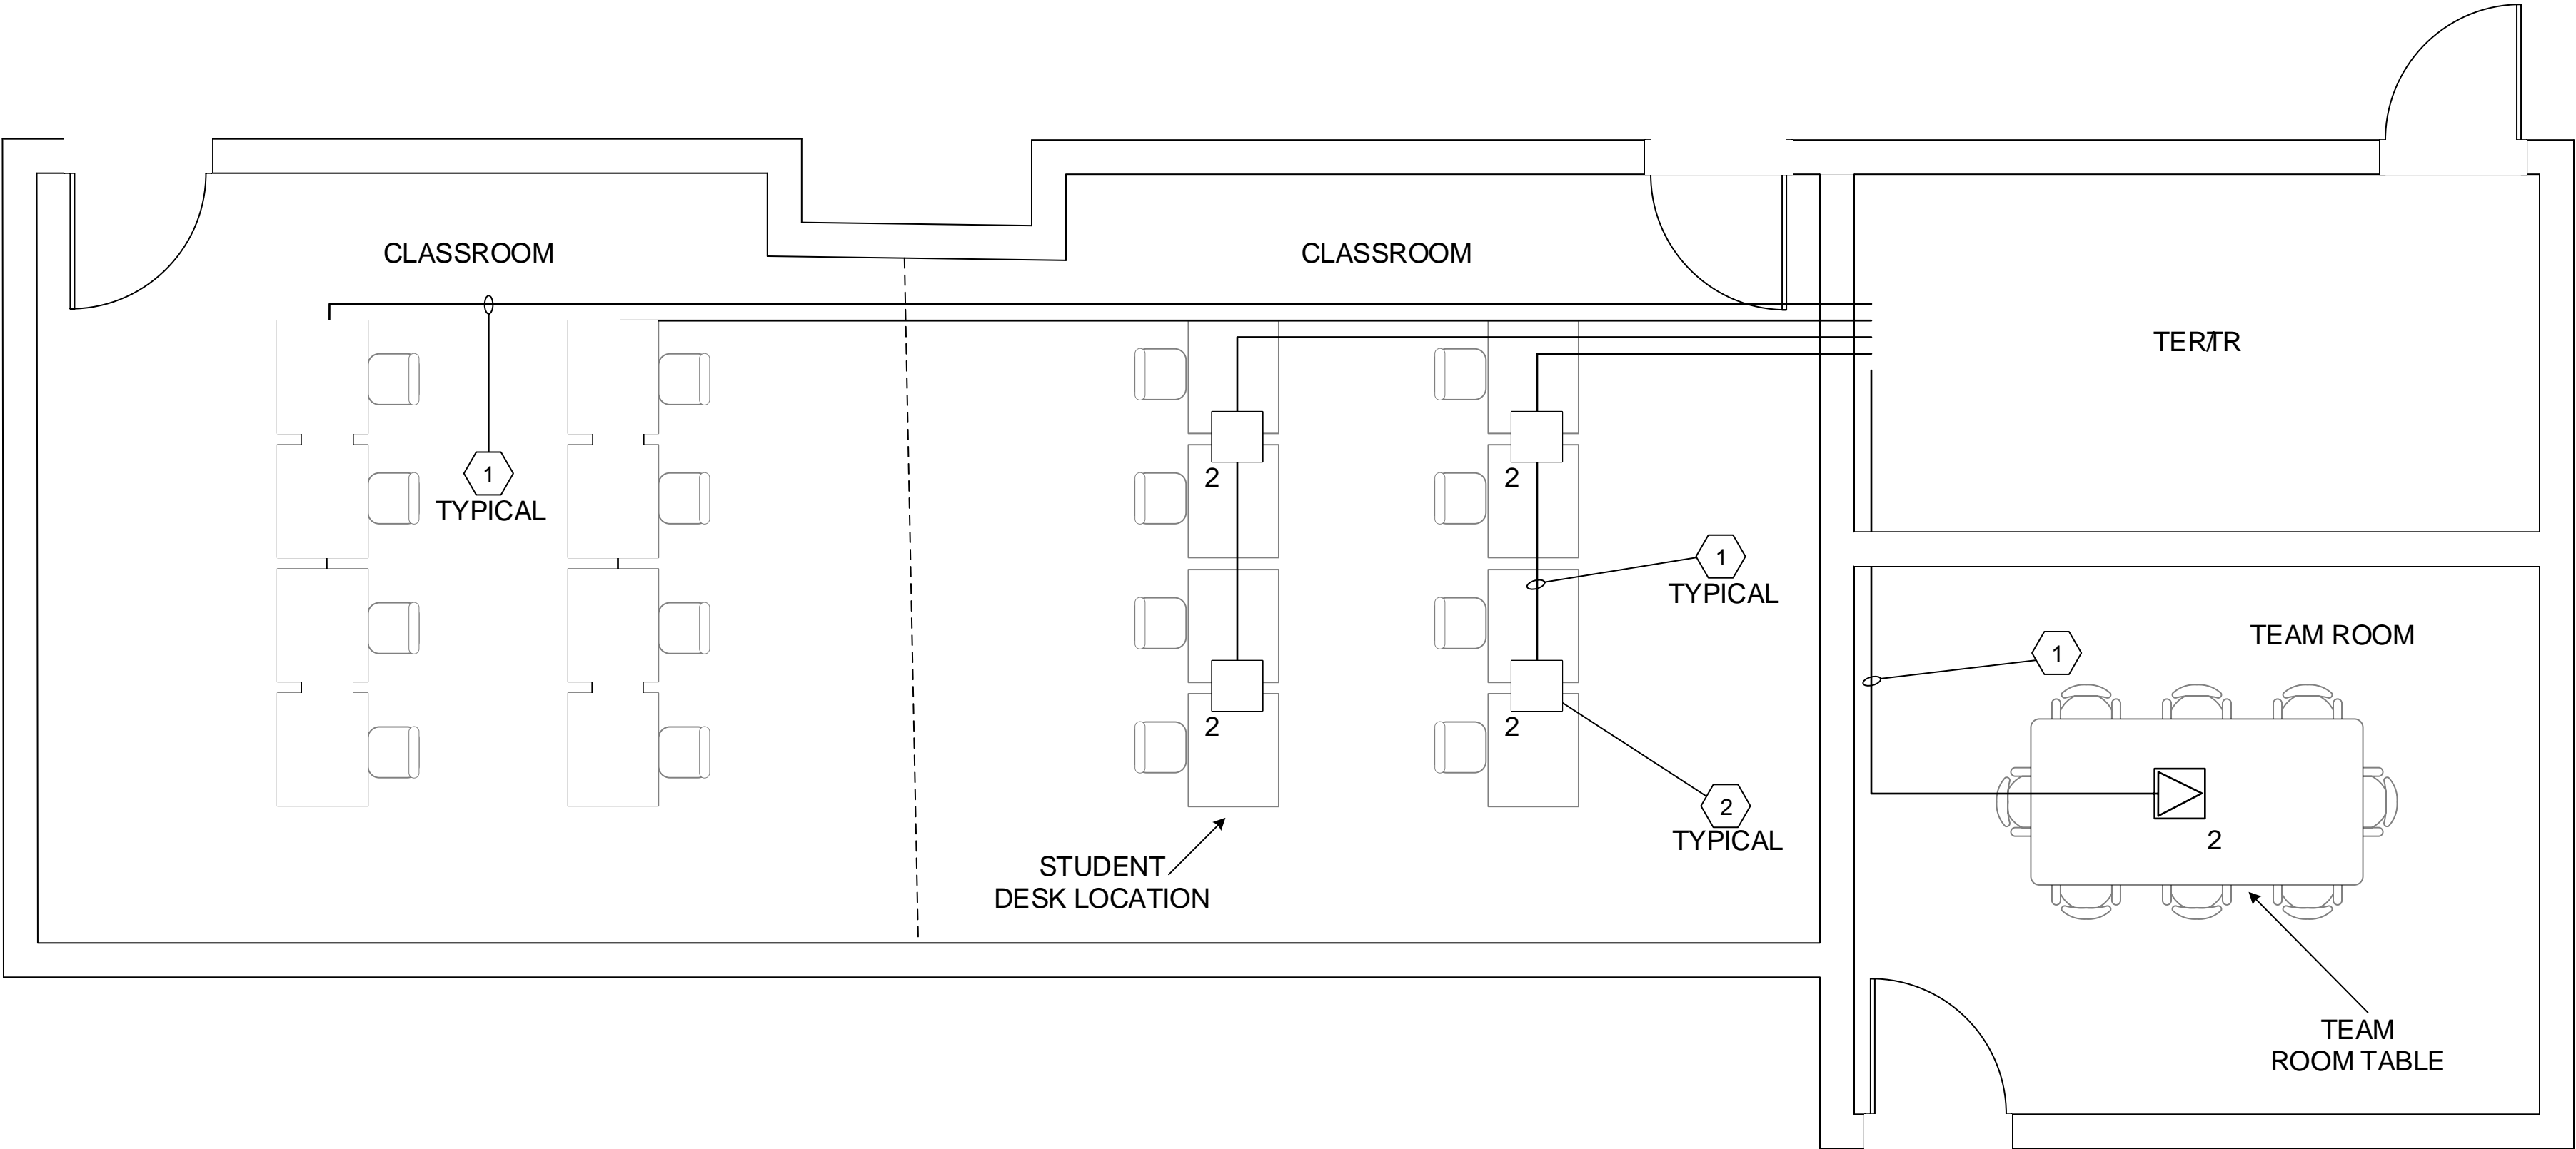 CLASSROOM
CLASSROOM
TER/TR
1
TYPICAL
2
2
1
TYPICAL
1
TEAM ROOM
2
2
2
TYPICAL
2
STUDENT
DESK LOCATION
TEAM
ROOM TABLE